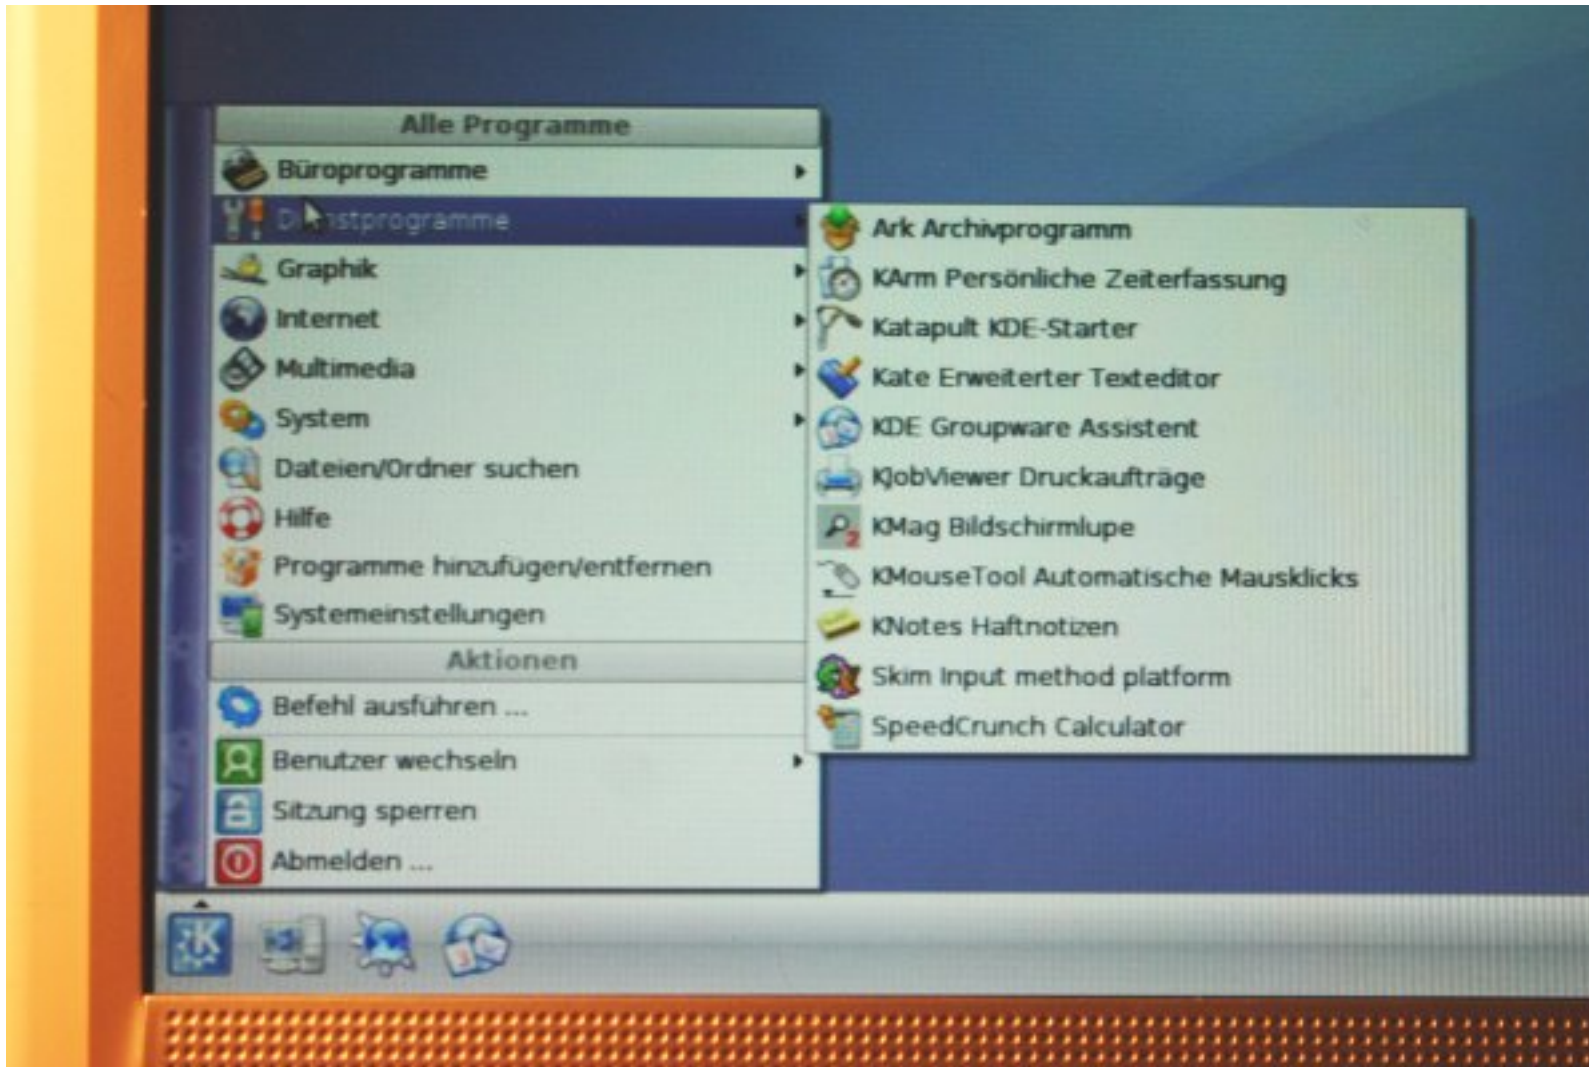 Alle Programme
Büroprogramme
Dienstprogramme
Graphik
Internet
Multimedia
System
Dateien/Ordner suchen
Hilfe
Programme hinzufügen/entfernen
Systemeinstellungen
Aktionen
Befehl ausführen ...
Benutzer wechseln
Sitzung sperren
Abmelden ...
Ark Archivprogramm
KArm Persönliche Zeiterfassung
Katapult KDE-Starter
Kate Erweiterter Texteditor
KDE Groupware Assistent
KJobViewer Druckaufträge
KMag Bildschirmlupe
KMouseTool Automatische Mausklicks
KNotes Haftnotizen
Skim Input method platform
SpeedCrunch Calculator
K